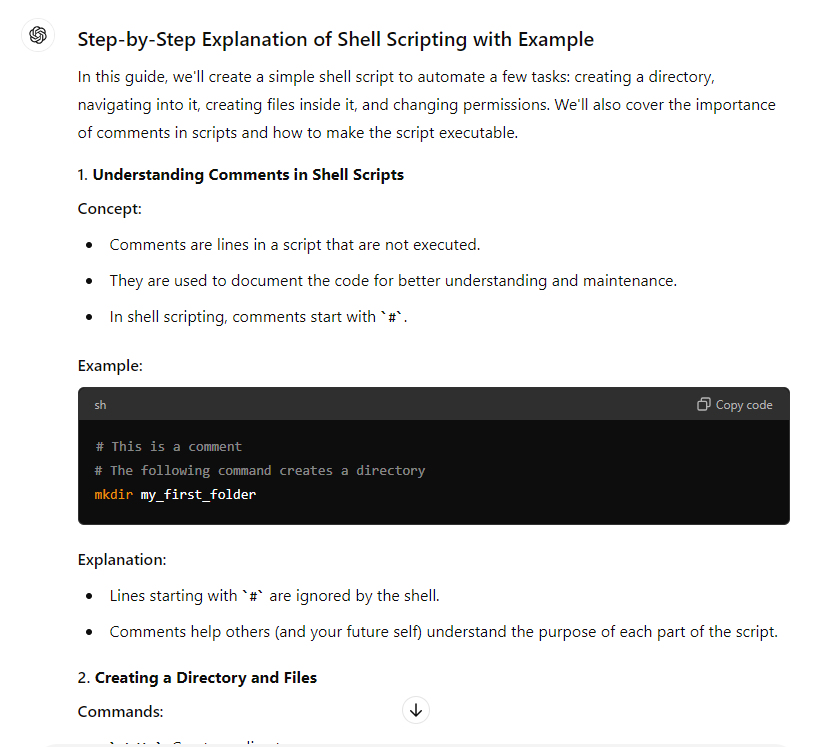 Step-by-Step Explanation of Shell Scripting with Example
In this guide, we'll create a simple shell script to automate a few tasks: creating a directory,
navigating into it, creating files inside it, and changing permissions. We'll also cover the importance
of comments in scripts and how to make the script executable.
1. Understanding Comments in Shell Scripts
Concept:
• Comments are lines in a script that are not executed.
• They are used to document the code for better understanding and maintenance.
• In shell scripting, comments start with `#`.
Example:
sh Copy code
# This is a comment
# The following command creates a directory
mkdir my_first_folder
Explanation:
• Lines starting with `#` are ignored by the shell.
• Comments help others (and your future self) understand the purpose of each part of the script.
2. Creating a Directory and Files
Commands: